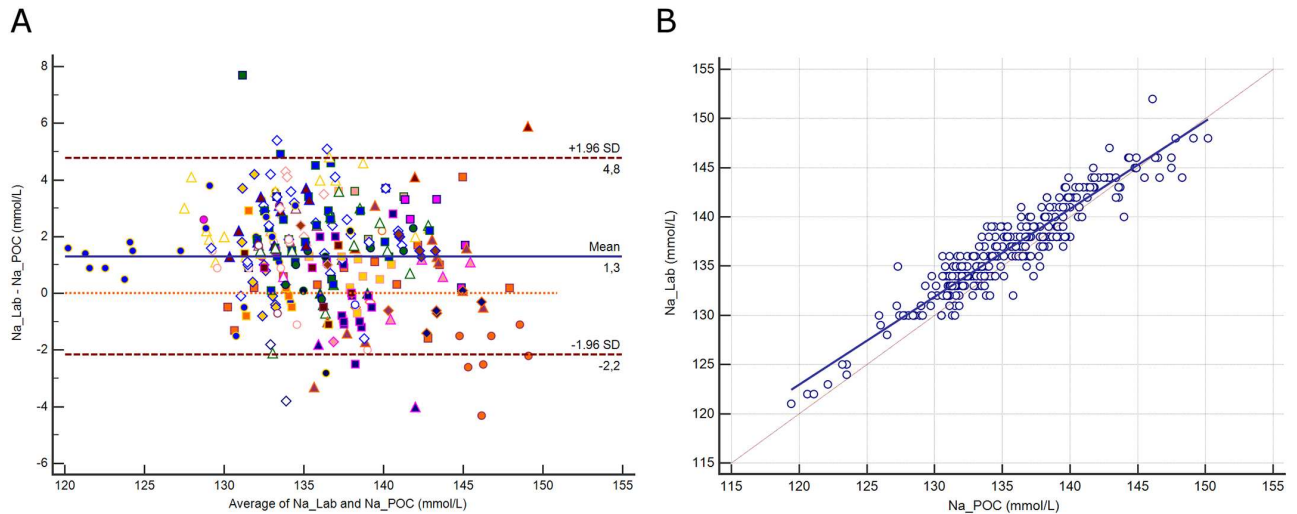 A
8
6
4
2
0
-2
-4
-6
Na_Lab - Na_POC (mmol/L)
+1.96 SD
4,8
Mean
1,3
-1.96 SD
-2,2
120 125 130 135 140 145 150 155
Average of Na_Lab and Na_POC (mmol/L)
B
155
150
145
140
135
130
125
120
115
Na_Lab (mmol/L)
115 120 125 130 135 140 145 150 155
Na_POC (mmol/L)